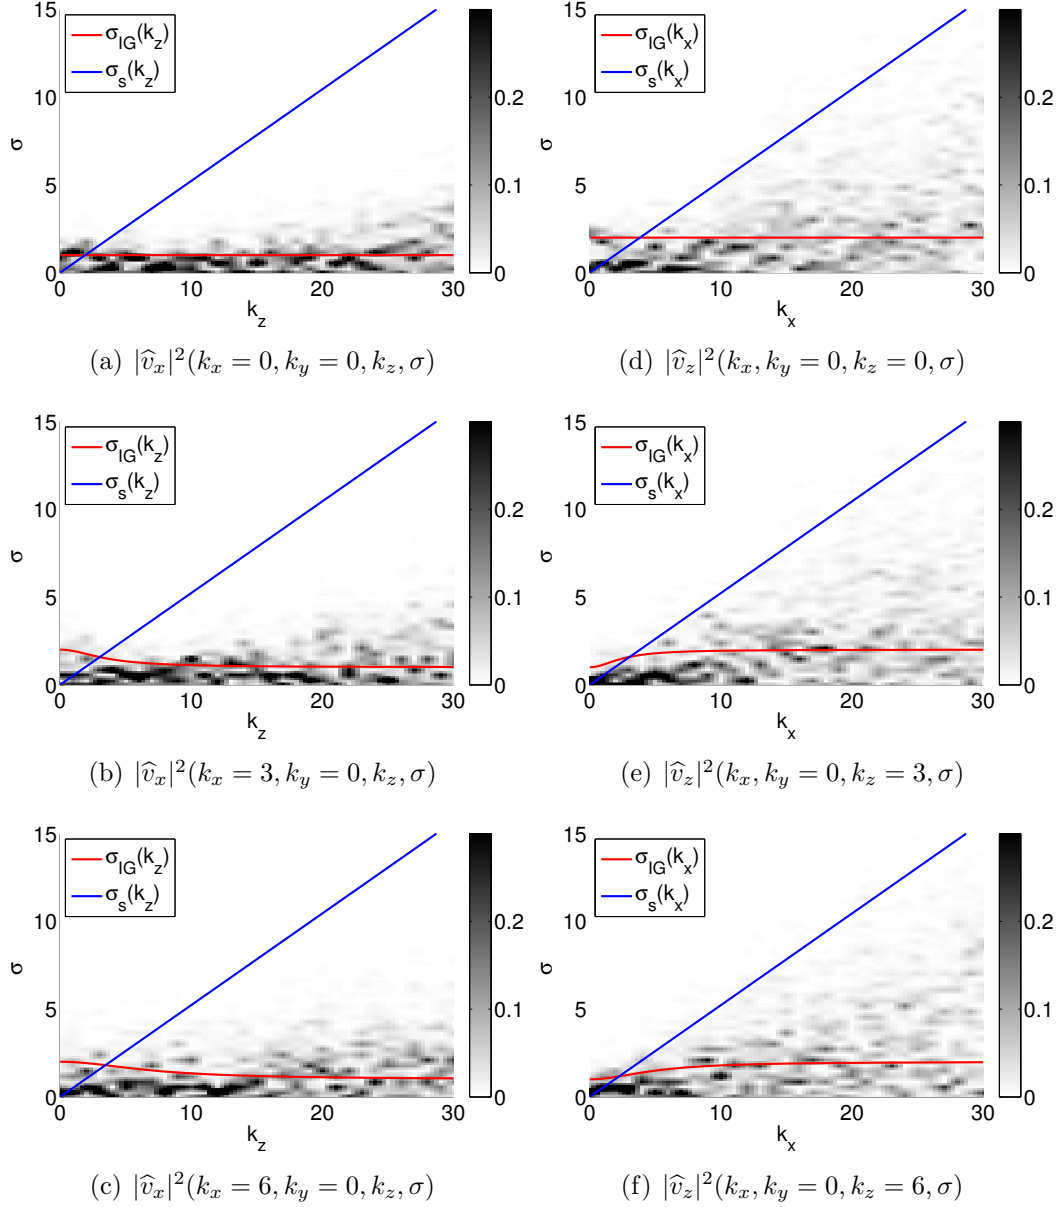 15
10
5
0
σ
σ_IG(k_z)
σ_s(k_z)
0.2
0.1
0
0 10 20 30
k_z
(a) |v̂_x|²(k_x = 0, k_y = 0, k_z, σ)
15
10
5
0
σ
σ_IG(k_x)
σ_s(k_x)
0.2
0.1
0
0 10 20 30
k_x
(d) |v̂_z|²(k_x, k_y = 0, k_z = 0, σ)
15
10
5
0
σ
σ_IG(k_z)
σ_s(k_z)
0.2
0.1
0
0 10 20 30
k_z
(b) |v̂_x|²(k_x = 3, k_y = 0, k_z, σ)
15
10
5
0
σ
σ_IG(k_x)
σ_s(k_x)
0.2
0.1
0
0 10 20 30
k_x
(e) |v̂_z|²(k_x, k_y = 0, k_z = 3, σ)
15
10
5
0
σ
σ_IG(k_z)
σ_s(k_z)
0.2
0.1
0
0 10 20 30
k_z
(c) |v̂_x|²(k_x = 6, k_y = 0, k_z, σ)
15
10
5
0
σ
σ_IG(k_x)
σ_s(k_x)
0.2
0.1
0
0 10 20 30
k_x
(f) |v̂_z|²(k_x, k_y = 0, k_z = 6, σ)